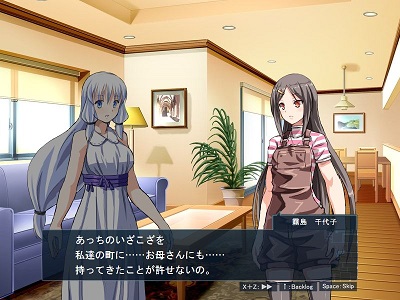 霧島　千代子
あっちのいざこざを
私達の町に……お母さんにも……
持ってきたことが許せないの。
X+Z: ▶▶ ↑:Backlog Space:Skip